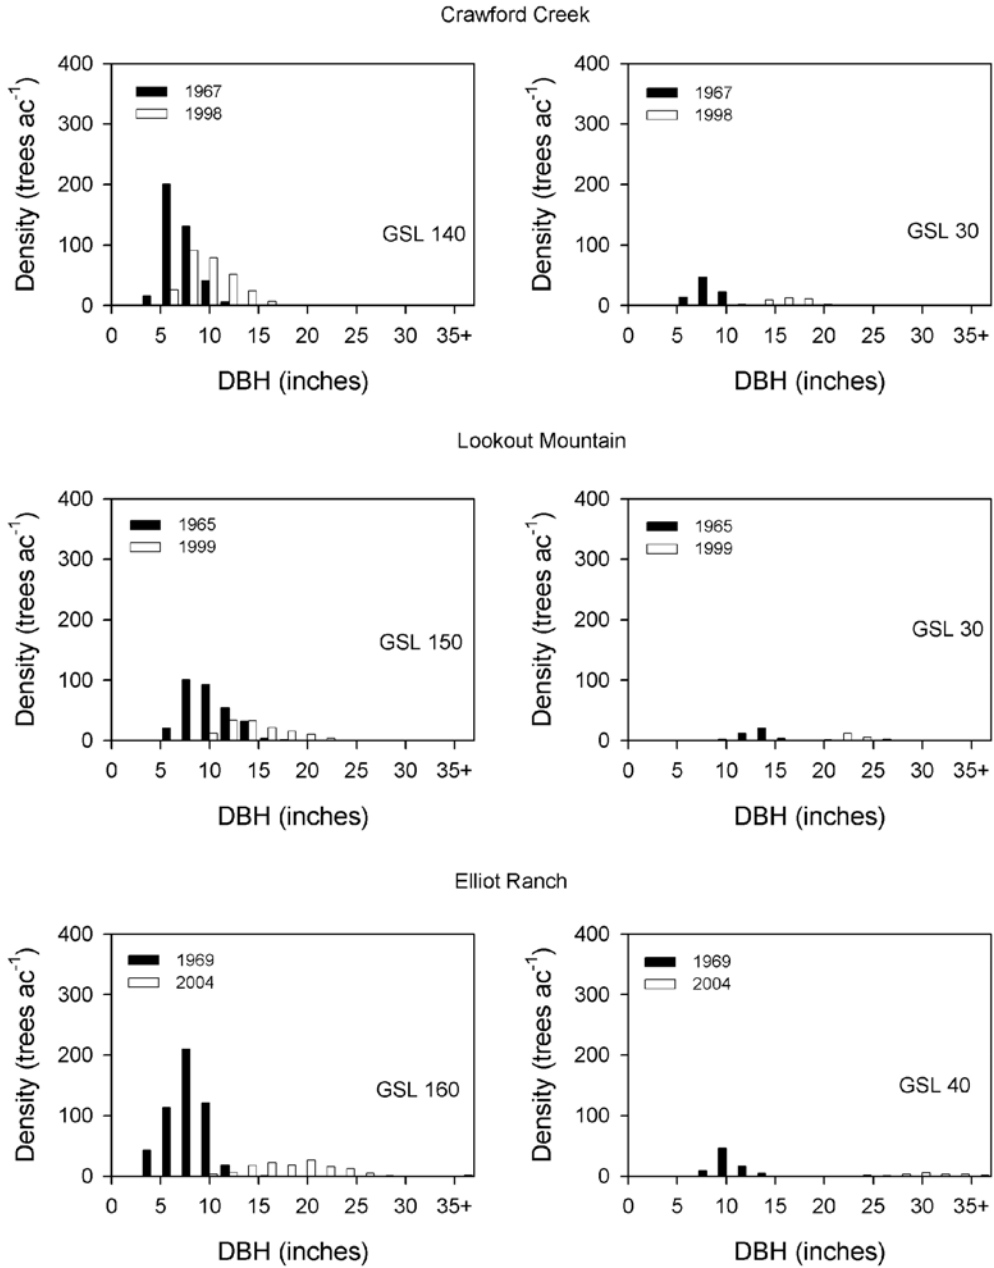 Crawford Creek
400
300
200
100
0
Density (trees ac-1)
1967
1998
GSL 140
0 5 10 15 20 25 30 35+
DBH (inches)
400
300
200
100
0
Density (trees ac-1)
1967
1998
GSL 30
0 5 10 15 20 25 30 35+
DBH (inches)
Lookout Mountain
400
300
200
100
0
Density (trees ac-1)
1965
1999
GSL 150
0 5 10 15 20 25 30 35+
DBH (inches)
400
300
200
100
0
Density (trees ac-1)
1965
1999
GSL 30
0 5 10 15 20 25 30 35+
DBH (inches)
Elliot Ranch
400
300
200
100
0
Density (trees ac-1)
1969
2004
GSL 160
0 5 10 15 20 25 30 35+
DBH (inches)
400
300
200
100
0
Density (trees ac-1)
1969
2004
GSL 40
0 5 10 15 20 25 30 35+
DBH (inches)